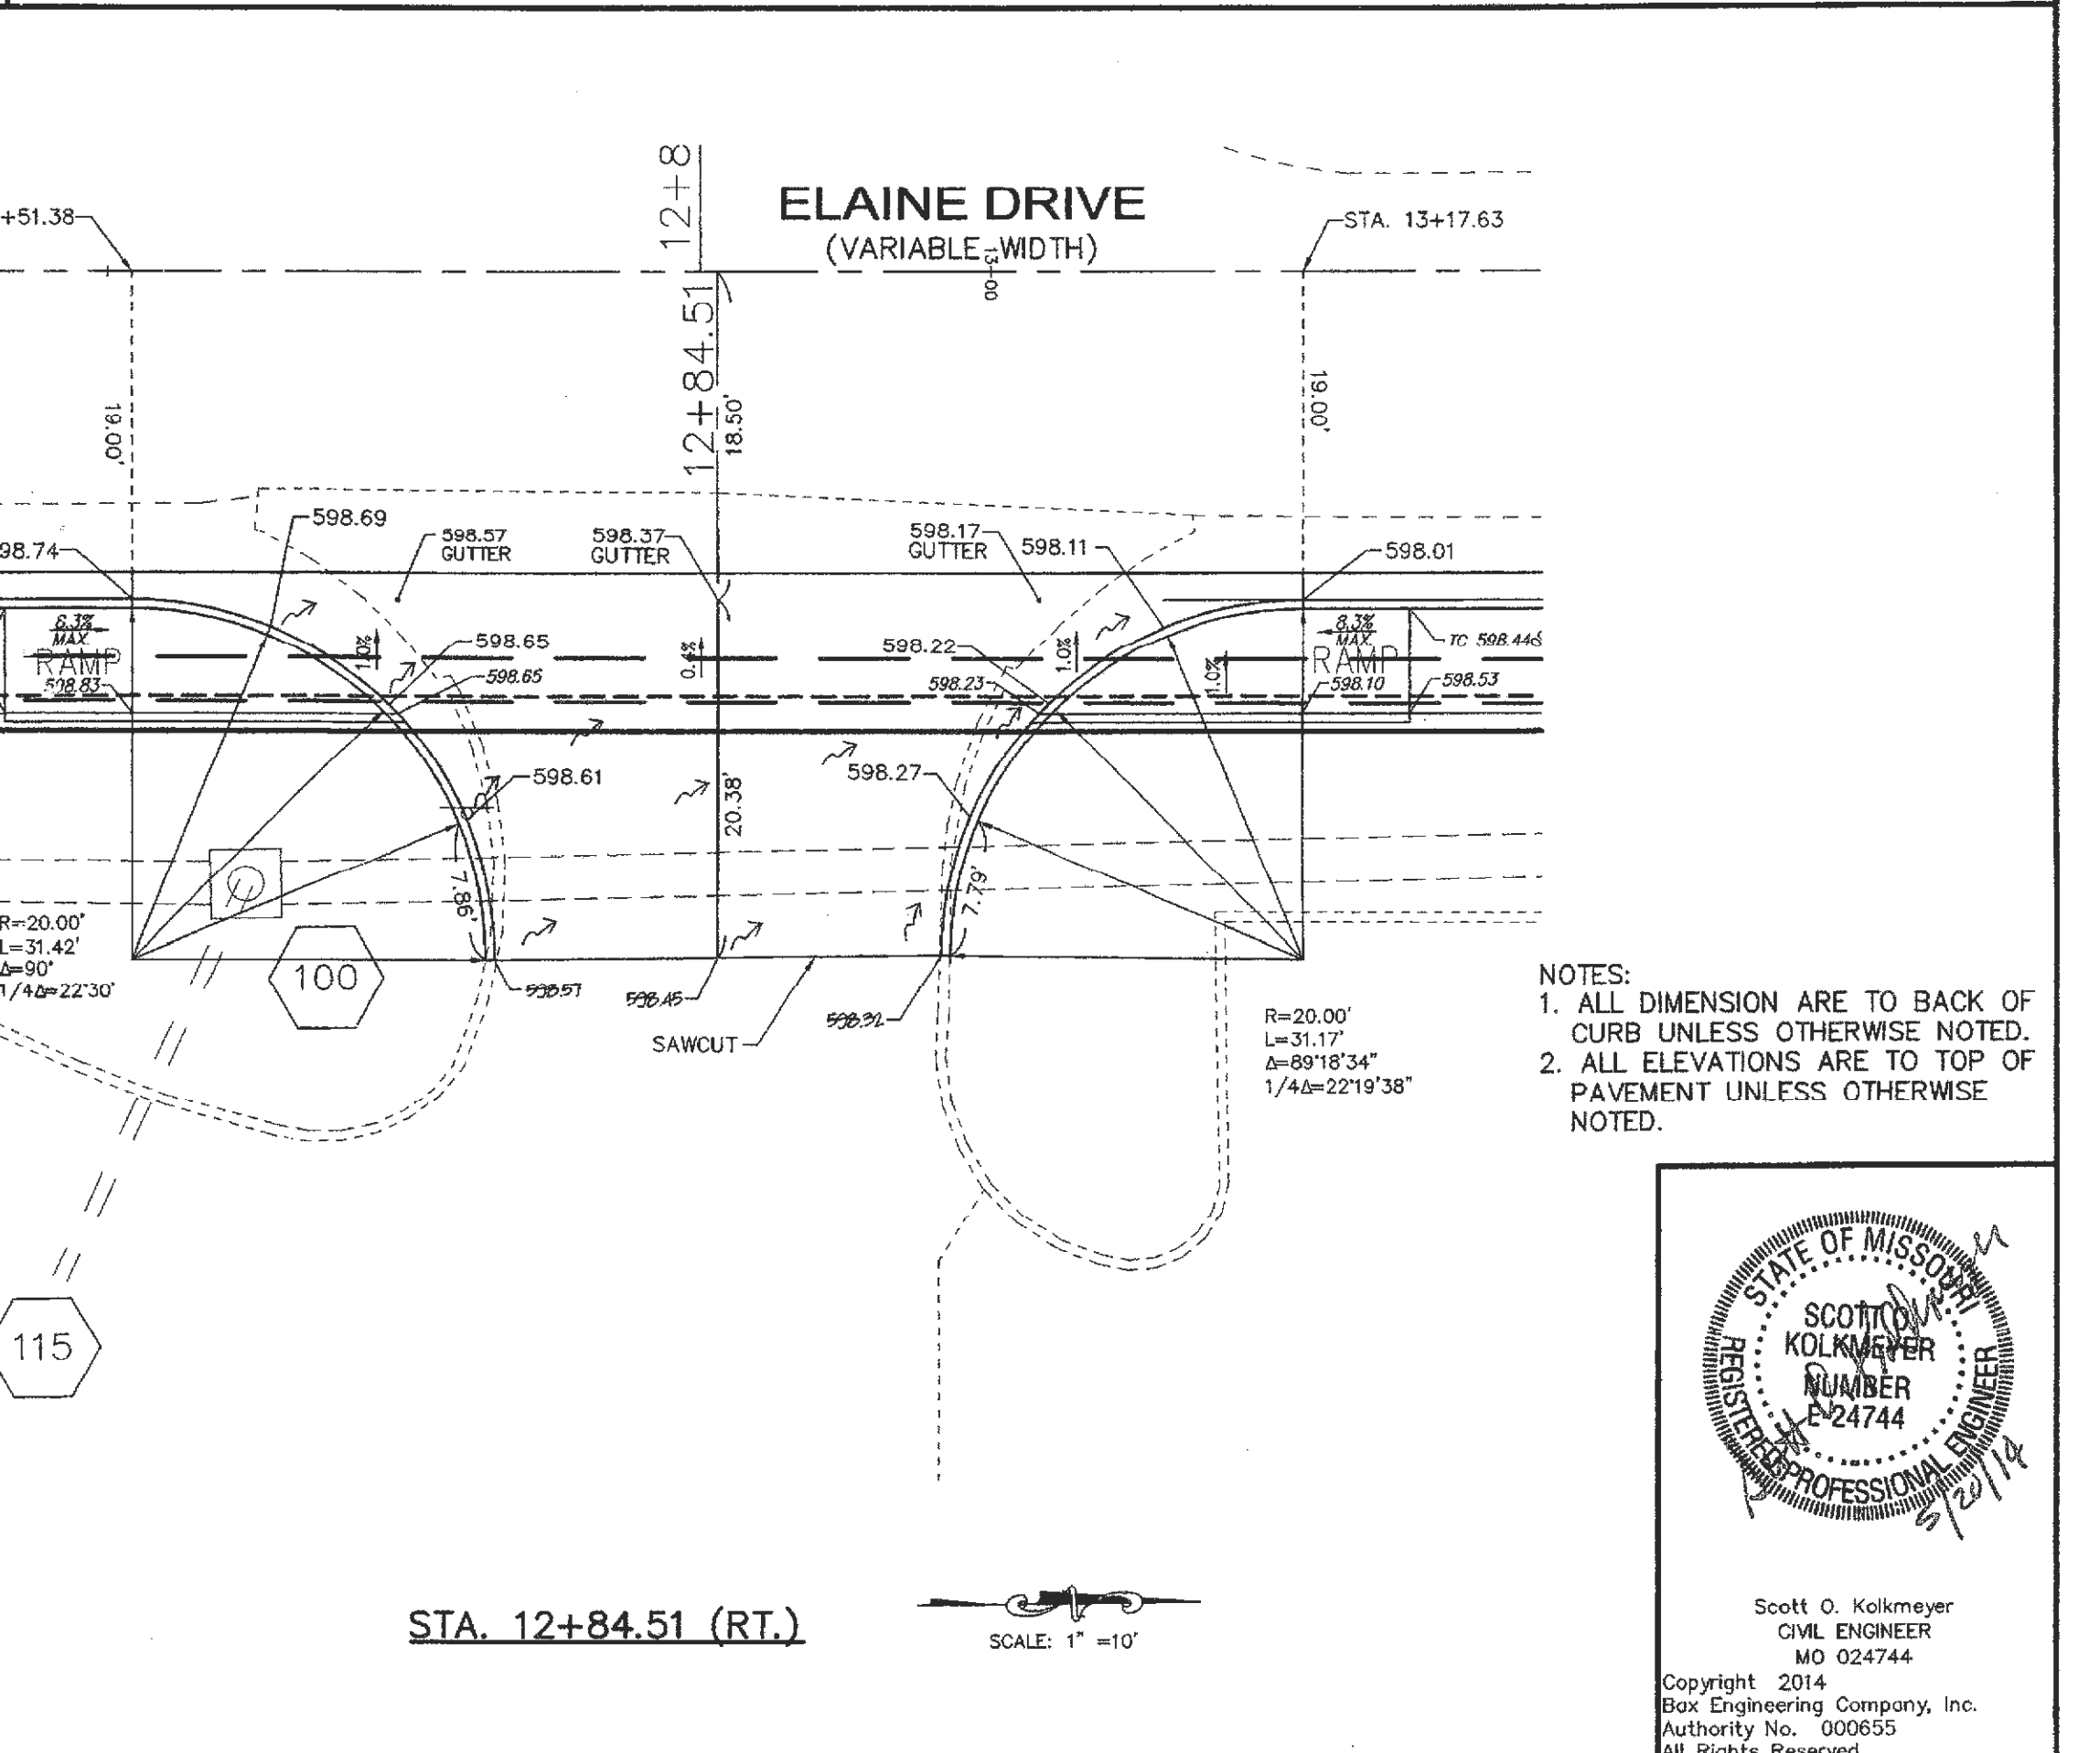 12+8
ELAINE DRIVE
(VARIABLE WIDTH)
+51.38
STA. 13+17.63
00
12+84.51
18.50'
19.00'
19.00'
598.69
598.57
GUTTER
598.37
GUTTER
598.17
GUTTER
598.11
98.74
598.01
8.3%
MAX.
RAMP
598.83
1.0%
598.65
598.65
0.4%
598.22
598.23
1.0%
1.0%
8.3%
MAX.
RAMP
TC 598.44±
598.10
598.53
598.61
20.38'
598.27
7.86'
7.79'
R=20.00'
L=31.42'
Δ=90°
1/4Δ=22°30'
100
598.57
598.45
598.32
SAWCUT
R=20.00'
L=31.17'
Δ=89°18'34"
1/4Δ=22°19'38"
NOTES:
1. ALL DIMENSION ARE TO BACK OF
CURB UNLESS OTHERWISE NOTED.
2. ALL ELEVATIONS ARE TO TOP OF
PAVEMENT UNLESS OTHERWISE
NOTED.
115
STATE OF MISSOURI
SCOTT O.
KOLKMEYER
NUMBER
E-24744
REGISTERED PROFESSIONAL ENGINEER
5/20/14
STA. 12+84.51 (RT.)
SCALE: 1" =10'
Scott O. Kolkmeyer
CIVIL ENGINEER
MO 024744
Copyright 2014
Bax Engineering Company, Inc.
Authority No. 000655
All Rights Reserved